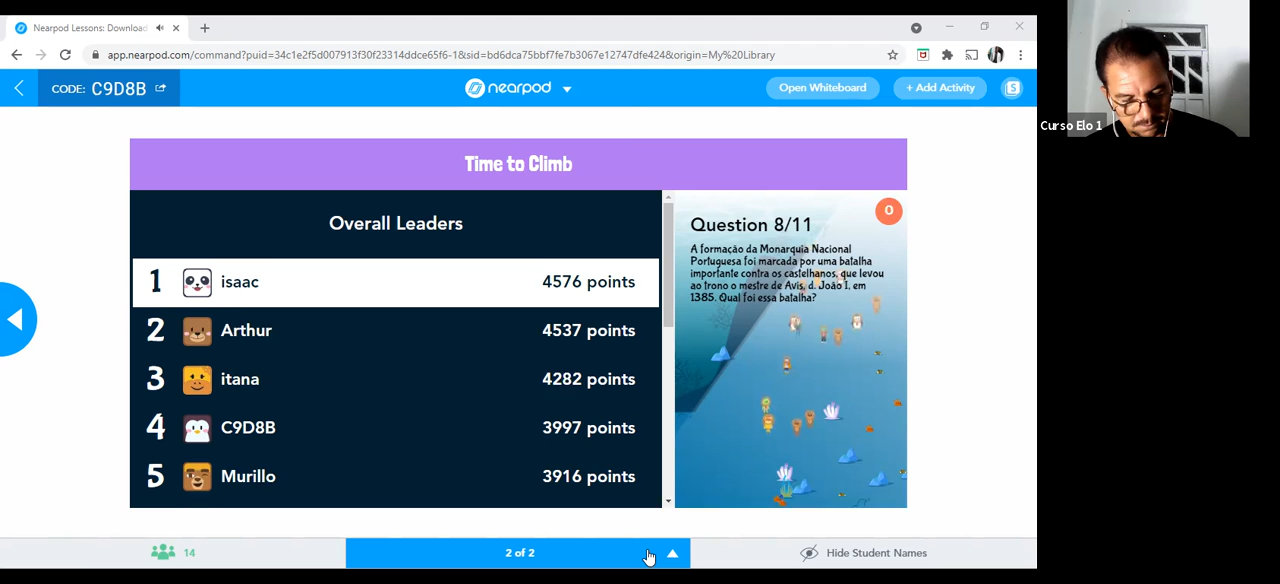 Nearpod Lessons: Download
app.nearpod.com/command?puid=34c1e2f5d007913f30f23314ddce65f6-1&sid=bd6dca75bbf7fe7b3067e12747dfe424&origin=My%20Library
CODE: C9D8B
nearpod
Open Whiteboard
+ Add Activity
S
Curso Elo 1
Time to Climb
Overall Leaders
1 isaac 4576 points
2 Arthur 4537 points
3 itana 4282 points
4 C9D8B 3997 points
5 Murillo 3916 points
0
Question 8/11
A formação da Monarquia Nacional
Portuguesa foi marcada por uma batalha
importante contra os castelhanos, que levou
ao trono o mestre de Avis, d. João I, em
1385. Qual foi essa batalha?
14
2 of 2
Hide Student Names